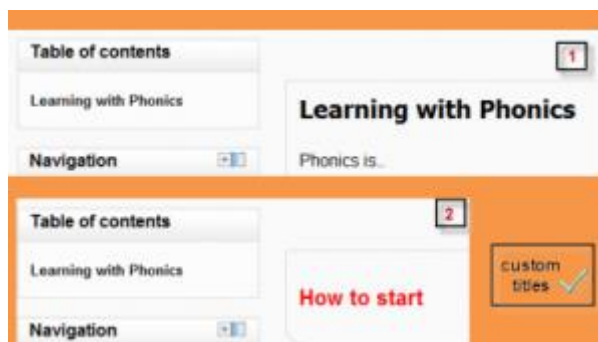 Table of contents
1
Learning with Phonics
Learning with Phonics
Navigation
Phonics is..
Table of contents
2
Learning with Phonics
How to start
custom
titles
Navigation